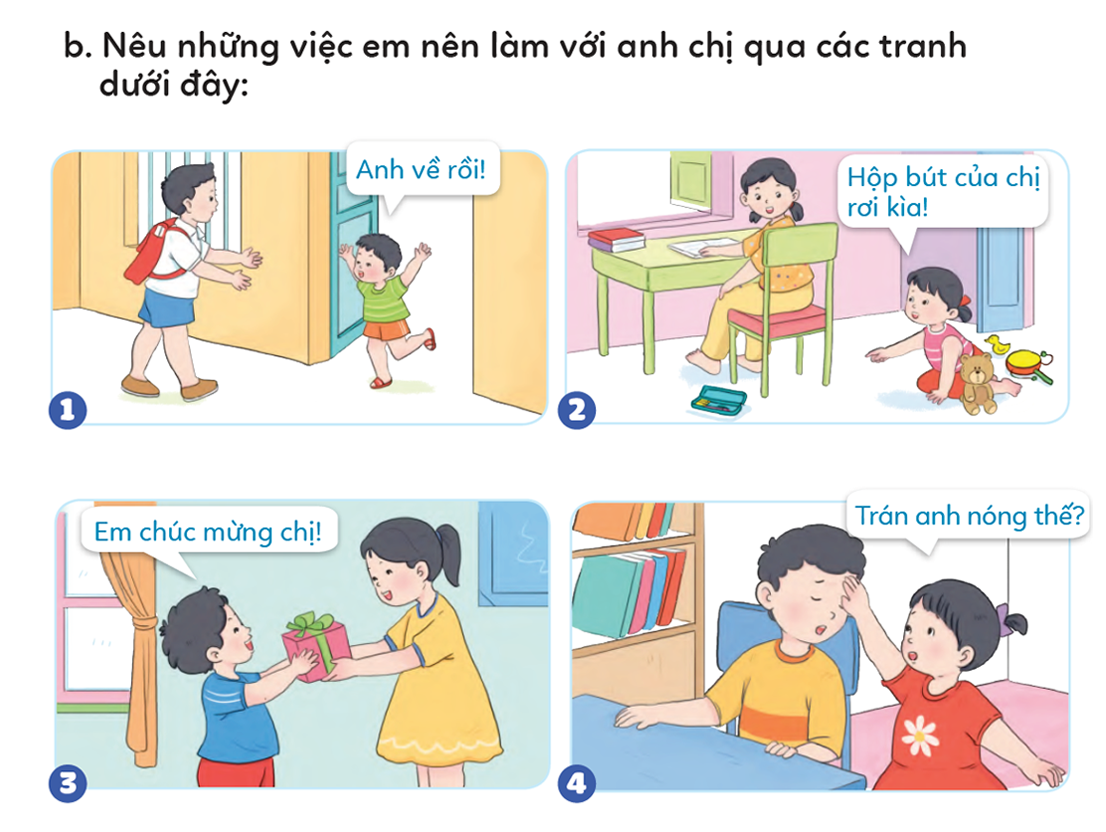 b. Nêu những việc em nên làm với anh chị qua các tranh
dưới đây:
Anh về rồi!
1
Hộp bút của chị
rơi kìa!
2
Em chúc mừng chị!
3
Trán anh nóng thế?
4